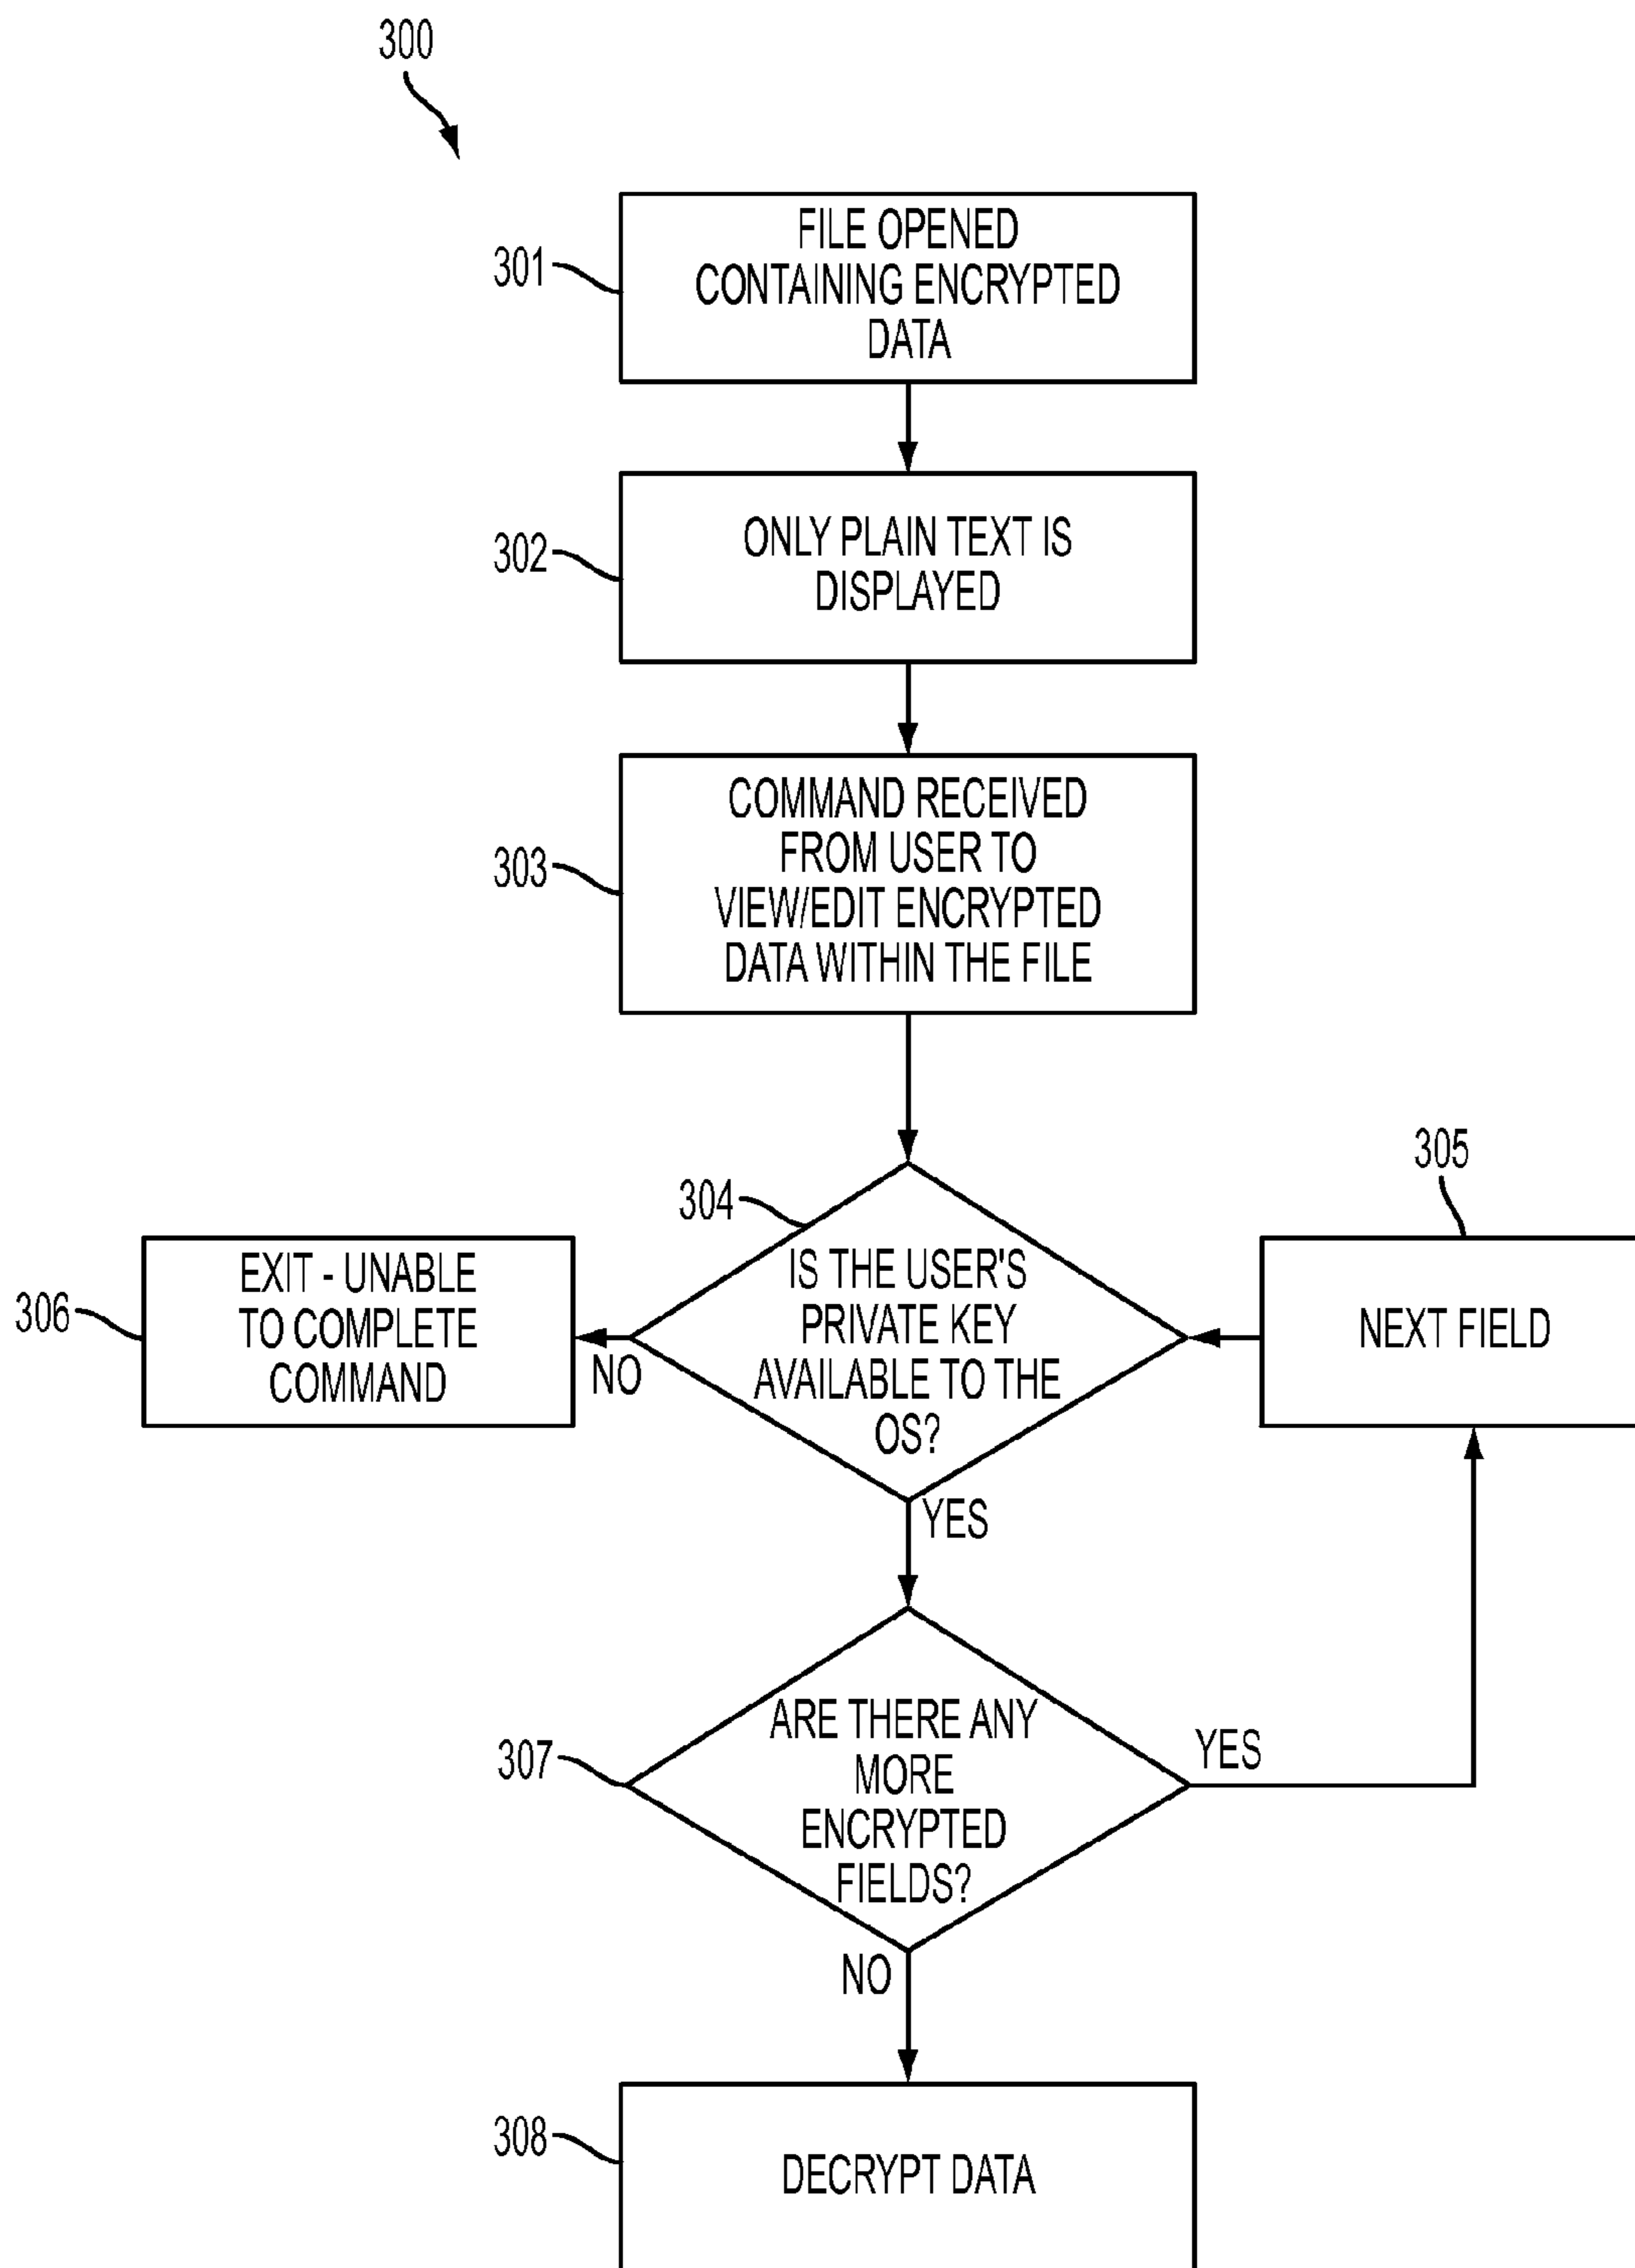 300
301
FILE OPENED
CONTAINING ENCRYPTED
DATA
302
ONLY PLAIN TEXT IS
DISPLAYED
303
COMMAND RECEIVED
FROM USER TO
VIEW/EDIT ENCRYPTED
DATA WITHIN THE FILE
304
IS THE USER'S
PRIVATE KEY
AVAILABLE TO THE
OS?
305
NEXT FIELD
306
EXIT - UNABLE
TO COMPLETE
COMMAND
NO
YES
307
ARE THERE ANY
MORE
ENCRYPTED
FIELDS?
YES
NO
308
DECRYPT DATA